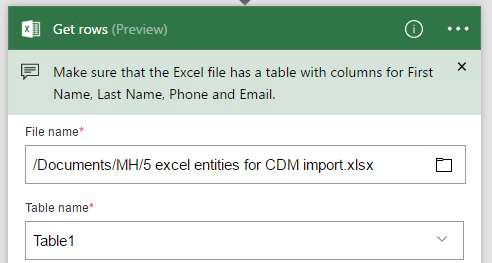 Get rows (Preview)
Make sure that the Excel file has a table with columns for First
Name, Last Name, Phone and Email.
File name*
/Documents/MH/5 excel entities for CDM import.xlsx
Table name*
Table1